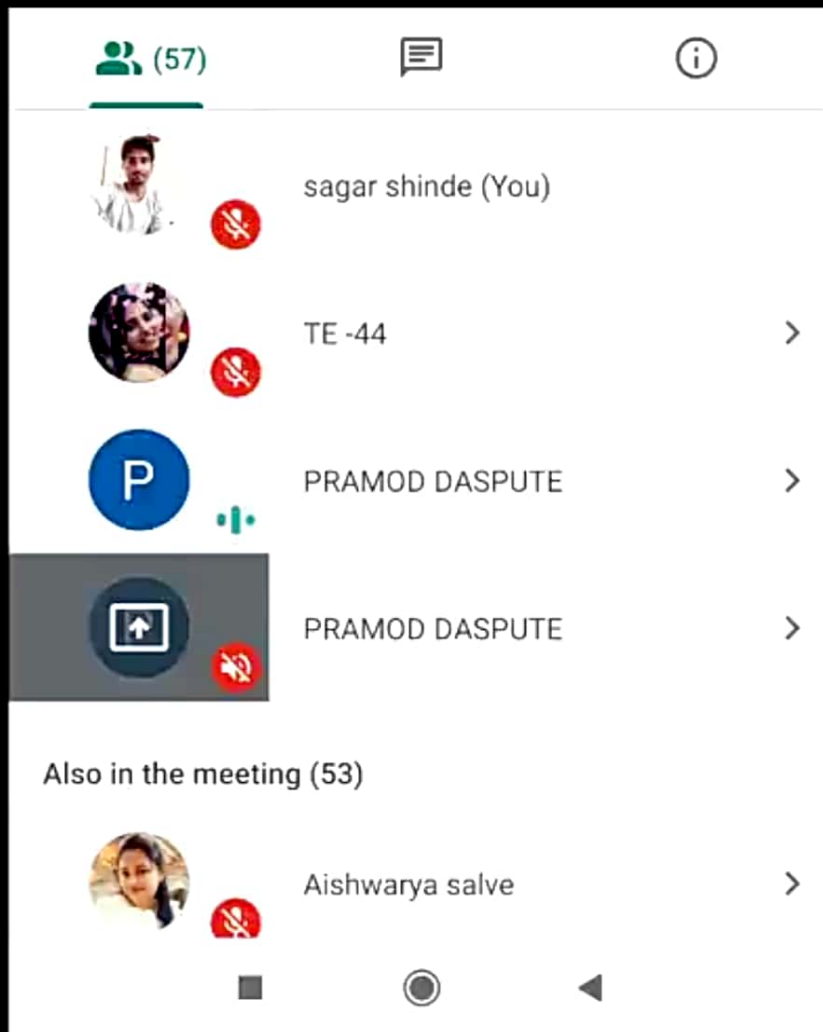 (57)
sagar shinde (You)
TE -44
P
PRAMOD DASPUTE
PRAMOD DASPUTE
Also in the meeting (53)
Aishwarya salve